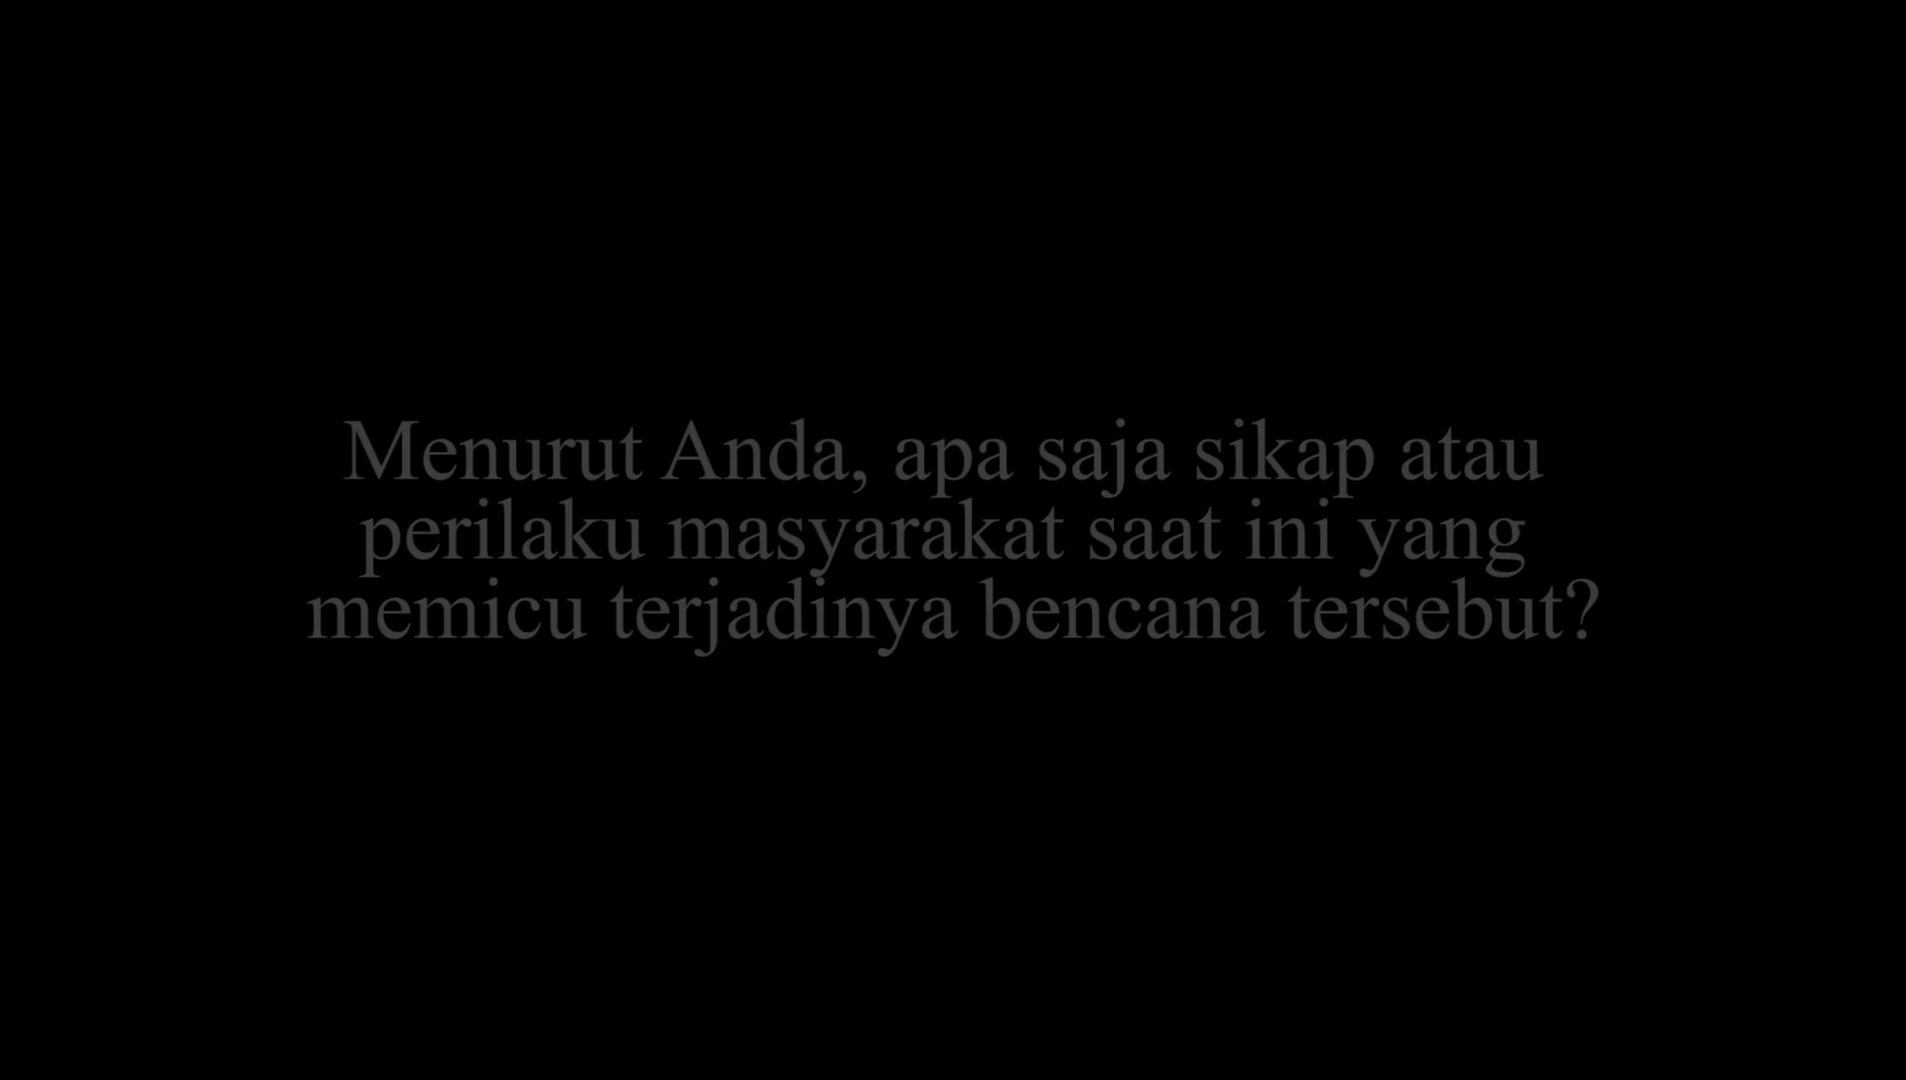 Menurut Anda, apa saja sikap atau
perilaku masyarakat saat ini yang
memicu terjadinya bencana tersebut?